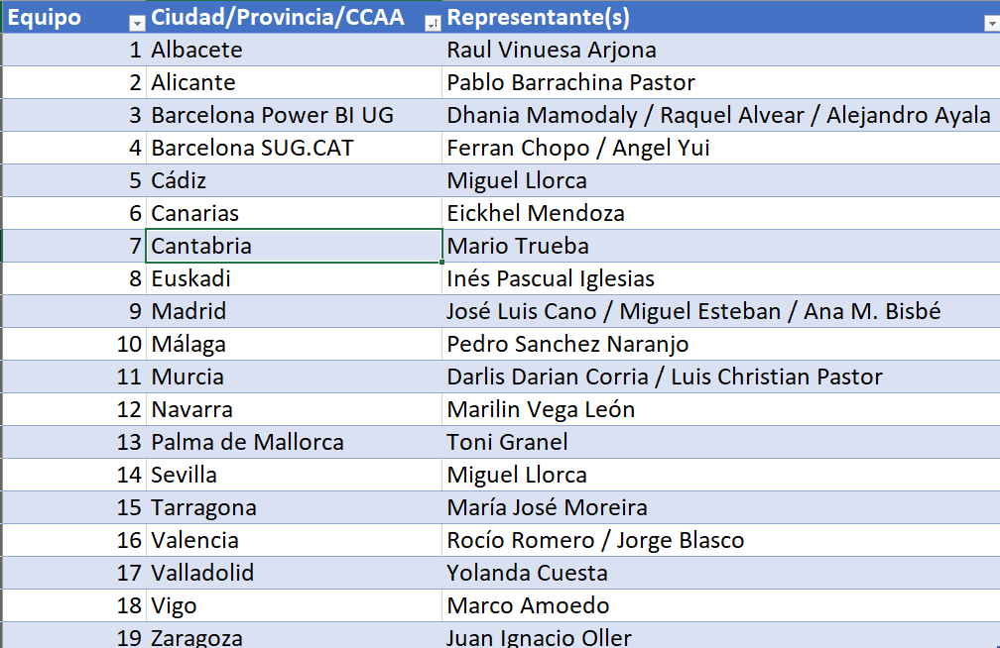 Equipo Ciudad/Provincia/CCAA Representante(s)
1 Albacete Raul Vinuesa Arjona
2 Alicante Pablo Barrachina Pastor
3 Barcelona Power BI UG Dhania Mamodaly / Raquel Alvear / Alejandro Ayala
4 Barcelona SUG.CAT Ferran Chopo / Angel Yui
5 Cádiz Miguel Llorca
6 Canarias Eickhel Mendoza
7 Cantabria Mario Trueba
8 Euskadi Inés Pascual Iglesias
9 Madrid José Luis Cano / Miguel Esteban / Ana M. Bisbé
10 Málaga Pedro Sanchez Naranjo
11 Murcia Darlis Darian Corria / Luis Christian Pastor
12 Navarra Marilin Vega León
13 Palma de Mallorca Toni Granel
14 Sevilla Miguel Llorca
15 Tarragona María José Moreira
16 Valencia Rocío Romero / Jorge Blasco
17 Valladolid Yolanda Cuesta
18 Vigo Marco Amoedo
19 Zaragoza Juan Ignacio Oller